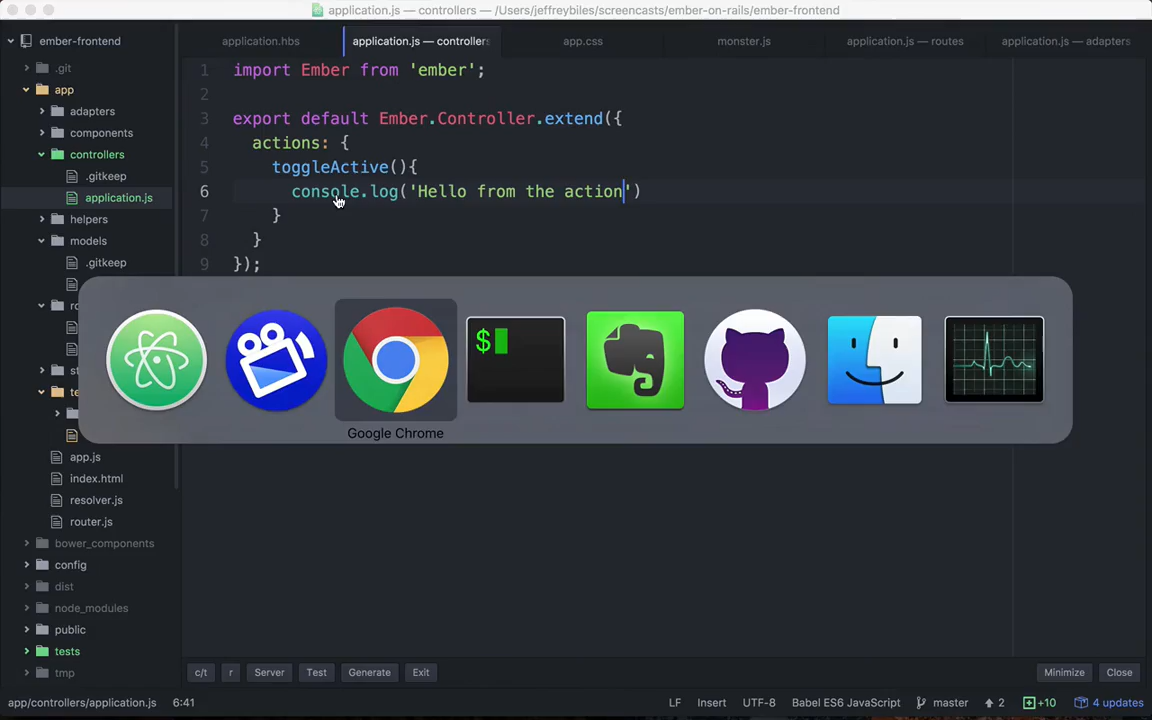 application.js — controllers — /Users/jeffreybiles/screencasts/ember-on-rails/ember-frontend
ember-frontend
application.hbs
application.js — controllers
app.css
monster.js
application.js — routes
application.js — adapters
.git
app
adapters
components
controllers
.gitkeep
application.js
helpers
models
.gitkeep
ro
st
te
app.js
index.html
resolver.js
router.js
bower_components
config
dist
node_modules
public
tests
tmp
1 import Ember from 'ember';
2
3 export default Ember.Controller.extend({
4 actions: {
5 toggleActive(){
6 console.log('Hello from the action')
7 }
8 }
9 });
$
Google Chrome
c/t
r
Server
Test
Generate
Exit
Minimize
Close
app/controllers/application.js 6:41
LF
Insert
UTF-8
Babel ES6 JavaScript
master
2
+10
4 updates